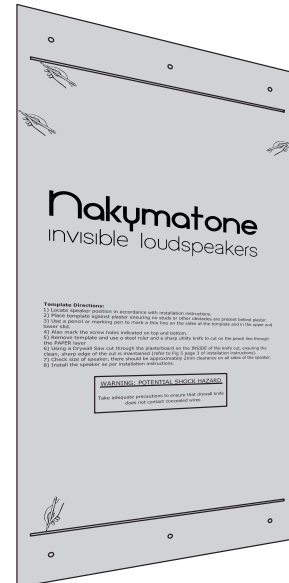 nakymatone
invisible loudspeakers
Template Directions:
1) Locate speaker position in accordance with installation instructions.
2) Place template against plaster ensuring no studs or other obstacles are present behind plaster.
3) Use a pencil or marking pen to mark a thin line on the sides of the template and in the upper and
lower slid.
4) Also mark the screw holes indicated on top and bottom.
5) Remove template and use a steel ruler and a sharp utility knife to cut on the pencil line through
the PAPER layer
6) Using a Drywall Saw cut through the plasterboard on the INSIDE of the knife cut, ensuring the
clean, sharp edge of the cut is maintained (refer to Fig 5 page 3 of installation instructions).
7) Check size of speaker, there should be approximately 2mm clearance on all sides of the speaker.
8) Install the speaker as per installation instructions.
WARNING: POTENTIAL SHOCK HAZARD
Take adequate precautions to ensure that drywall knife
does not contact concealed wires